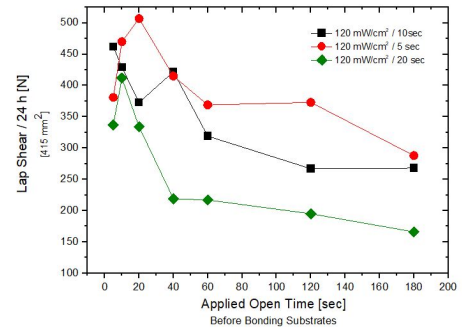 120 mW/cm² / 10sec
120 mW/cm² / 5 sec
120 mW/cm² / 20 sec
Lap Shear / 24 h [N]
[415 mm²]
500
450
400
350
300
250
200
150
100
0 20 40 60 80 100 120 140 160 180 200
Applied Open Time [sec]
Before Bonding Substrates